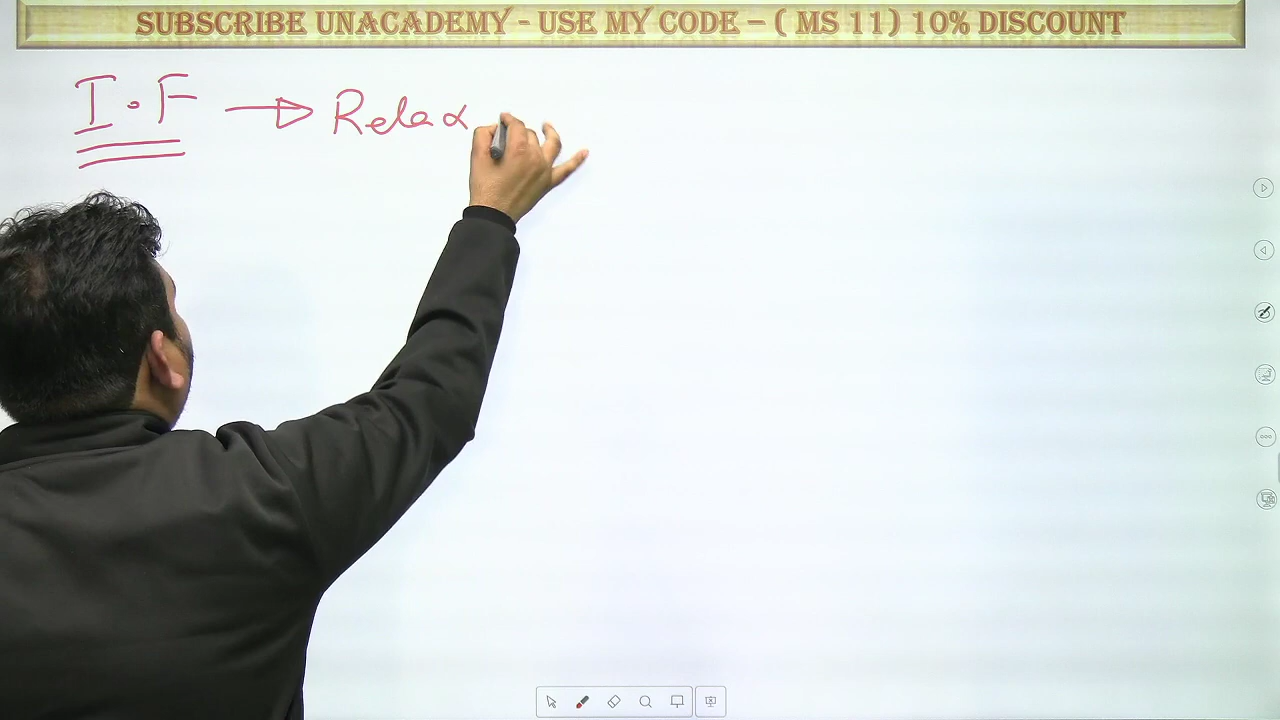 SUBSCRIBE UNACADEMY - USE MY CODE – ( MS 11) 10% DISCOUNT
I.F → Relax